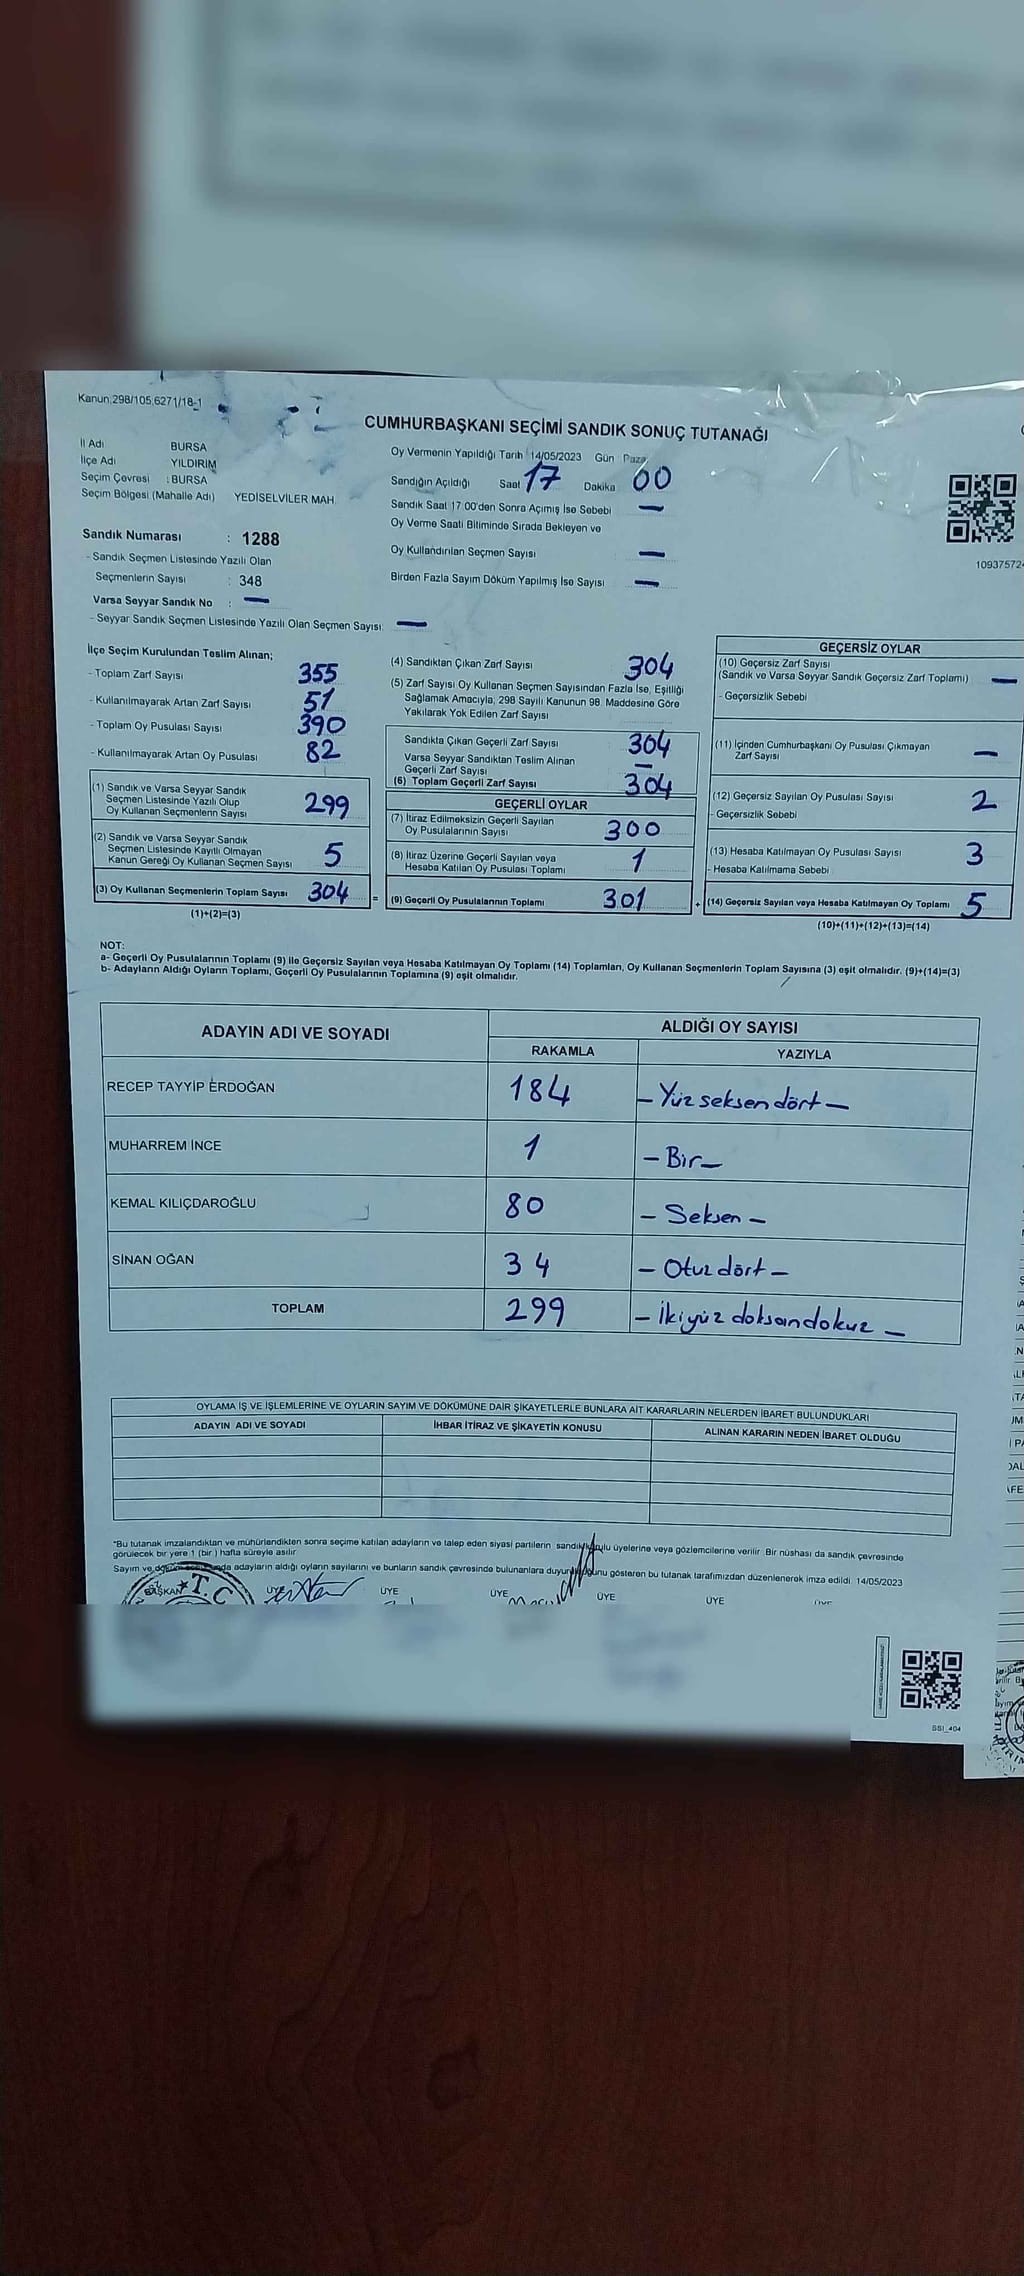 Kanun;298/105,6271/18-1
CUMHURBAŞKANI SEÇİMİ SANDIK SONUÇ TUTANAĞI
İl Adı BURSA
İlçe Adı YILDIRIM
Seçim Çevresi : BURSA
Seçim Bölgesi (Mahalle Adı) YEDİSELVİLER MAH.
Sandık Numarası : 1288
- Sandık Seçmen Listesinde Yazılı Olan
Seçmenlerin Sayısı : 348
Varsa Seyyar Sandık No : —
- Seyyar Sandık Seçmen Listesinde Yazılı Olan Seçmen Sayısı: —
Oy Vermenin Yapıldığı Tarih 14/05/2023 Gün : Pazar
Sandığın Açıldığı Saat 17 Dakika 00
Sandık Saat 17:00'den Sonra Açımış İse Sebebi —
Oy Verme Saati Bitiminde Sırada Bekleyen ve
Oy Kullandırılan Seçmen Sayısı —
Birden Fazla Sayım Döküm Yapılmış İse Sayısı —
10937572
İlçe Seçim Kurulundan Teslim Alınan;
- Toplam Zarf Sayısı 355
- Kullanılmayarak Artan Zarf Sayısı 51
- Toplam Oy Pusulası Sayısı 390
- Kullanılmayarak Artan Oy Pusulası 82
(1) Sandık ve Varsa Seyyar Sandık
Seçmen Listesinde Yazılı Olup
Oy Kullanan Seçmenlerin Sayısı 299
(2) Sandık ve Varsa Seyyar Sandık
Seçmen Listesinde Kayıtlı Olmayan
Kanun Gereği Oy Kullanan Seçmen Sayısı 5
(3) Oy Kullanan Seçmenlerin Toplam Sayısı 304 =
(1)+(2)=(3)
(4) Sandıktan Çıkan Zarf Sayısı 304
(5) Zarf Sayısı Oy Kullanan Seçmen Sayısından Fazla İse, Eşitliği
Sağlamak Amacıyla, 298 Sayılı Kanunun 98. Maddesine Göre
Yakılarak Yok Edilen Zarf Sayısı
Sandıkta Çıkan Geçerli Zarf Sayısı 304
Varsa Seyyar Sandıktan Teslim Alınan
Geçerli Zarf Sayısı —
(6) Toplam Geçerli Zarf Sayısı 304
GEÇERLİ OYLAR
(7) İtiraz Edilmeksizin Geçerli Sayılan
Oy Pusulalarının Sayısı 300
(8) İtiraz Üzerine Geçerli Sayılan veya
Hesaba Katılan Oy Pusulası Toplamı 1
(9) Geçerli Oy Pusulalarının Toplamı 301 +
GEÇERSİZ OYLAR
(10) Geçersiz Zarf Sayısı
(Sandık ve Varsa Seyyar Sandık Geçersiz Zarf Toplamı) —
- Geçersizlik Sebebi
(11) İçinden Cumhurbaşkanı Oy Pusulası Çıkmayan
Zarf Sayısı —
(12) Geçersiz Sayılan Oy Pusulası Sayısı 2
- Geçersizlik Sebebi
(13) Hesaba Katılmayan Oy Pusulası Sayısı 3
- Hesaba Katılmama Sebebi
(14) Geçersiz Sayılan veya Hesaba Katılmayan Oy Toplamı 5
(10)+(11)+(12)+(13)=(14)
NOT:
a- Geçerli Oy Pusulalarının Toplamı (9) ile Geçersiz Sayılan veya Hesaba Katılmayan Oy Toplamı (14) Toplamları, Oy Kullanan Seçmenlerin Toplam Sayısına (3) eşit olmalıdır. (9)+(14)=(3)
b- Adayların Aldığı Oyların Toplamı, Geçerli Oy Pusulalarının Toplamına (9) eşit olmalıdır.
ADAYIN ADI VE SOYADI ALDIĞI OY SAYISI
RAKAMLA YAZIYLA
RECEP TAYYİP ERDOĞAN 184 — Yüz seksen dört —
MUHARREM İNCE 1 — Bir —
KEMAL KILIÇDAROĞLU 80 — Seksen —
SİNAN OĞAN 34 — Otuz dört —
TOPLAM 299 — İkiyüz doksandokuz —
OYLAMA İŞ VE İŞLEMLERİNE VE OYLARIN SAYIM VE DÖKÜMÜNE DAİR ŞİKAYETLERLE BUNLARA AİT KARARLARIN NELERDEN İBARET BULUNDUKLARI
ADAYIN ADI VE SOYADI İHBAR İTİRAZ VE ŞİKAYETİN KONUSU ALINAN KARARIN NEDEN İBARET OLDUĞU
*Bu tutanak imzalandıktan ve mühürlendikten sonra seçime katılan adayların ve talep eden siyasi partilerin sandık kurulu üyelerine veya gözlemcilerine verilir. Bir nüshası da sandık çevresinde
görülecek bir yere 1 (bir ) hafta süreyle asılır.
Sayım ve adayların aldığı oyların sayılarını ve bunların sandık çevresinde bulunanlara gösteren bu tutanak tarafımızdan düzenlenerek imza edildi. 14/05/2023
BAŞKAN ÜYE ÜYE ÜYE ÜYE ÜYE ÜYE
T.C
SSI_404